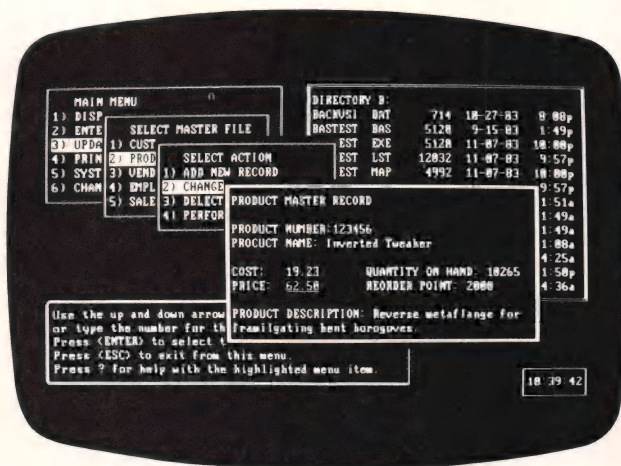 MAIN MENU
1) DISP
2) ENTE
3) UPDA
4) PRIN
5) SYST
6) CHAN
SELECT MASTER FILE
1) CUST
2) PROD
3) VEND
4) EMPL
5) SALE
SELECT ACTION
1) ADD NEW RECORD
2) CHANGE
3) DELECT
4) PERFOR
DIRECTORY B:
BACNVSI DAT 714 10-27-83 8:08p
BASTEST BAS 5120 9-15-83 1:49p
EST EXE 5120 11-07-83 10:00p
EST LST 12032 11-07-83 9:57p
EST MAP 4992 11-07-83 10:00p
9:57p
1:51a
1:49a
1:49a
1:00a
4:25a
1:50p
4:36a
PRODUCT MASTER RECORD
PRODUCT NUMBER:123456
PROCUCT NAME: Inverted Tweaker
COST: 19.23 QUANTITY ON HAND: 10265
PRICE: 62.50 REORDER POINT: 2000
PRODUCT DESCRIPTION: Reverse metaflange for
framilgating bent borogoves.
Use the up and down arrow
or type the number for th
Press <ENTER> to select t
Press <ESC> to exit from this menu.
Press ? for help with the highlighted menu item.
18:39:42